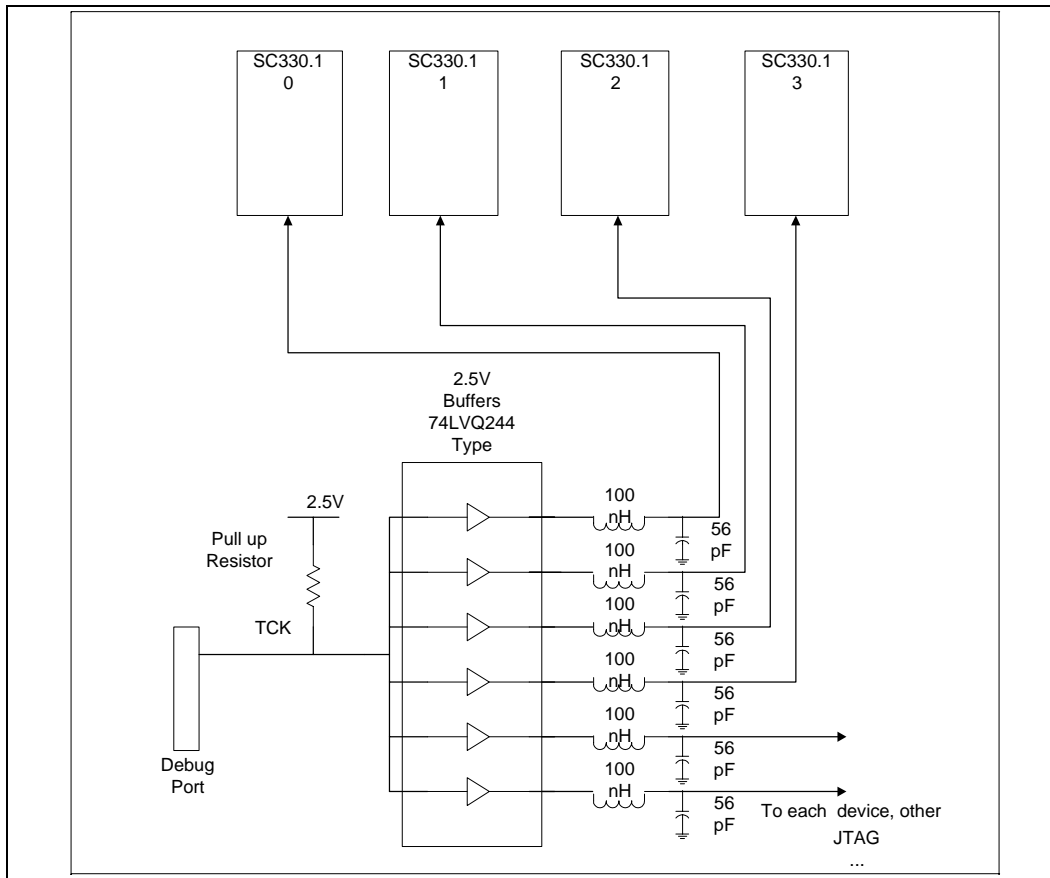 SC330.1
0
SC330.1
1
SC330.1
2
SC330.1
3
2.5V
Buffers
74LVQ244
Type
2.5V
Pull up
Resistor
TCK
Debug
Port
100
nH
56
pF
100
nH
56
pF
100
nH
56
pF
100
nH
56
pF
100
nH
56
pF
100
nH
56
pF
To each device, other
JTAG
...